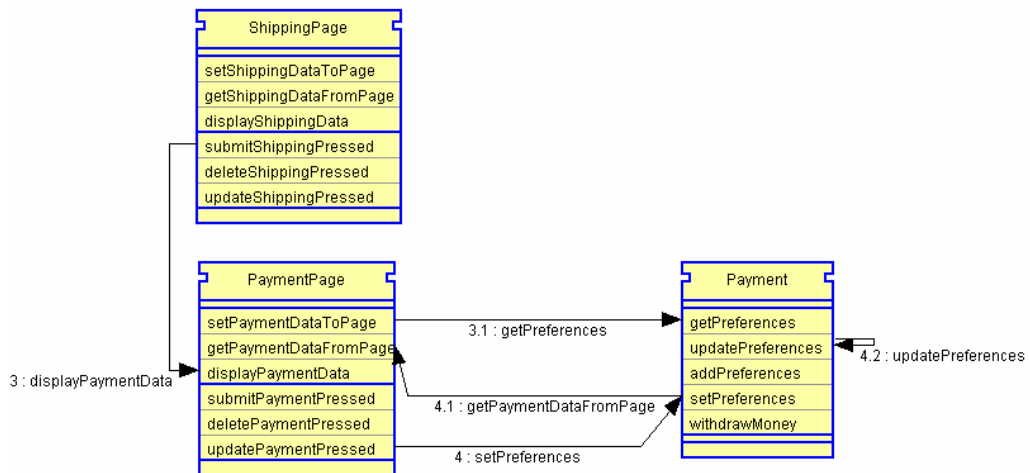 ShippingPage
setShippingDataToPage
getShippingDataFromPage
displayShippingData
submitShippingPressed
deleteShippingPressed
updateShippingPressed
3 : displayPaymentData
PaymentPage
setPaymentDataToPage
getPaymentDataFromPage
displayPaymentData
submitPaymentPressed
deletePaymentPressed
updatePaymentPressed
3.1 : getPreferences
4.1 : getPaymentDataFromPage
4 : setPreferences
Payment
getPreferences
updatePreferences
addPreferences
setPreferences
withdrawMoney
4.2 : updatePreferences